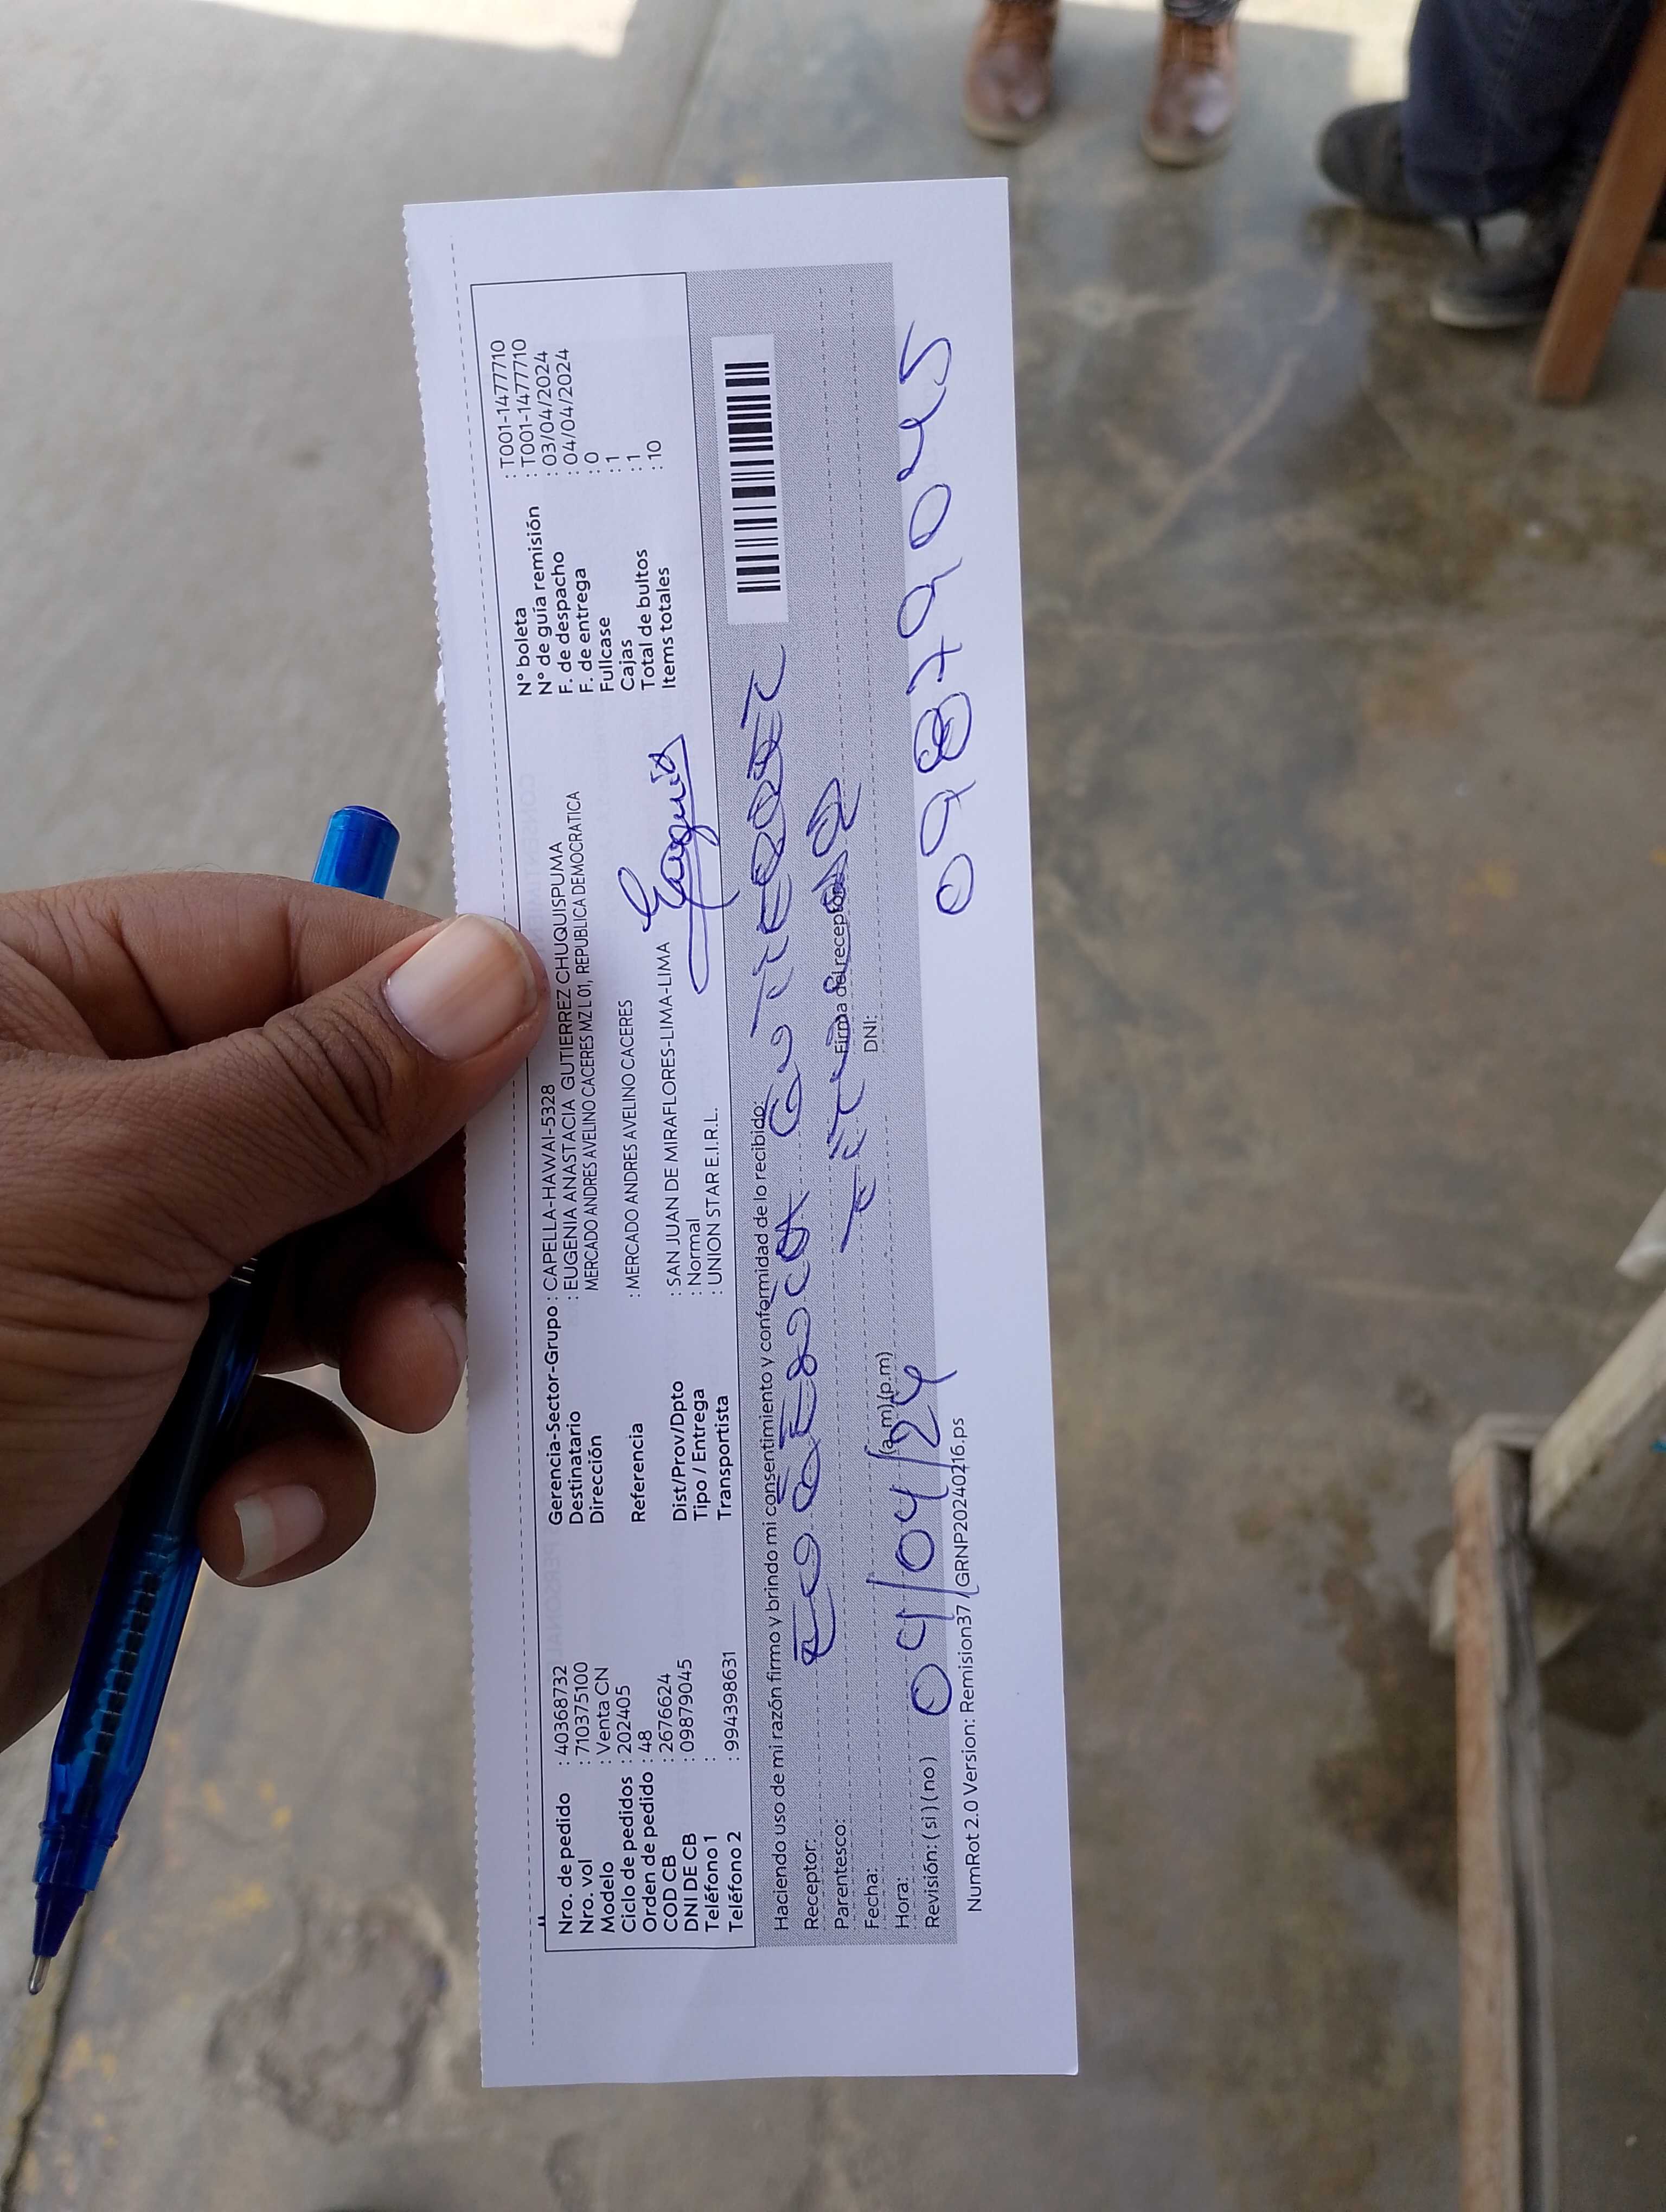 Nro. de pedido : 40368732 Gerencia-Sector-Grupo : CAPELLA-HAWAI-5328 N° boleta : T001-1477710
Nro. vol : 710375100 Destinatario : EUGENIA ANASTACIA GUTIERREZ CHUQUISPUMA N° de guía remisión : T001-1477710
Modelo : Venta CN Dirección MERCADO ANDRES AVELINO CACERES MZ L 01, REPUBLICA DEMOCRATICA F. de despacho : 03/04/2024
Ciclo de pedidos : 202405 F. de entrega : 04/04/2024
Orden de pedido : 48 Referencia : MERCADO ANDRES AVELINO CACERES Fullcase : 0
COD CB : 2676624 Cajas : 1
DNI DE CB : 09879045 Dist/Prov/Dpto : SAN JUAN DE MIRAFLORES-LIMA-LIMA Total de bultos : 1
Teléfono 1 : Tipo / Entrega : Normal Items totales : 10
Teléfono 2 : 994398631 Transportista : UNION STAR E.I.R.L.
Haciendo uso de mi razón firmo y brindo mi consentimiento y conformidad de lo recibido:
Receptor: Gutierrez
Parentesco: Titular Firma del receptor
Fecha: DNI:
Hora: (a.m) (p.m)
Revisión: (si) (no) 04/04/24 09879045
NumRot 2.0 Version: Remision37 /GRNP20240216.ps